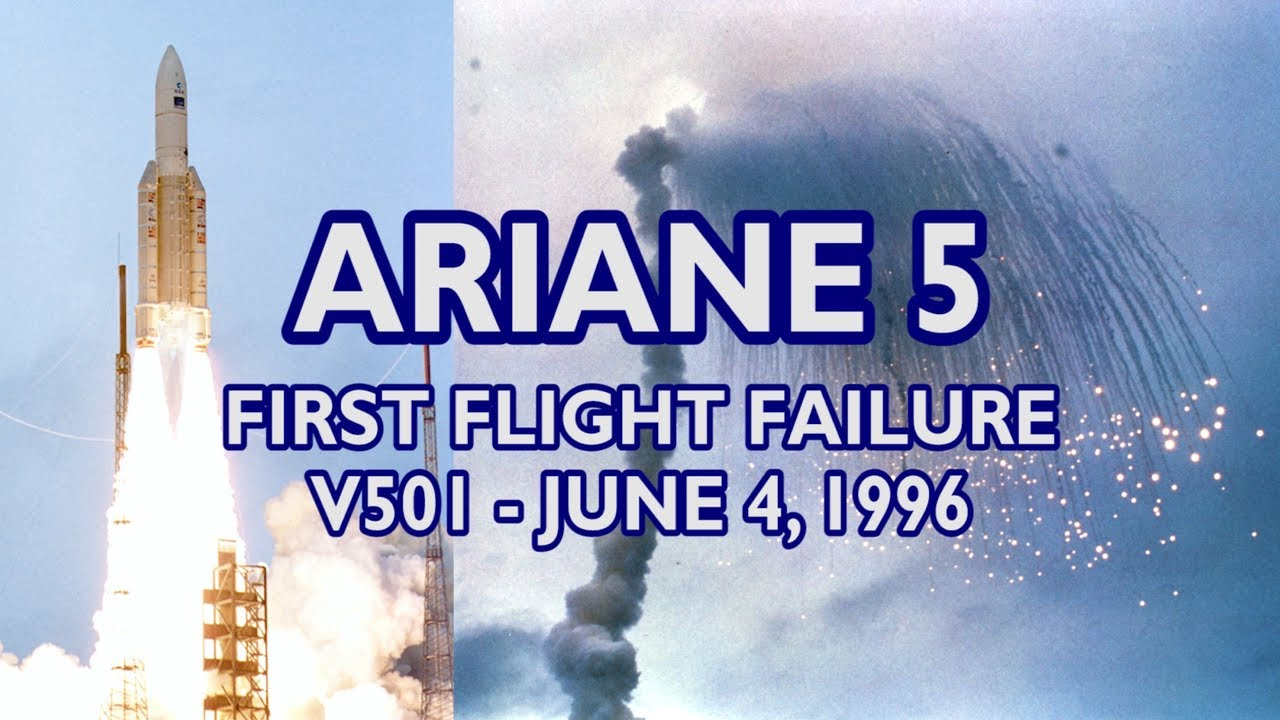 ARIANE 5
FIRST FLIGHT FAILURE
V501 - JUNE 4, 1996